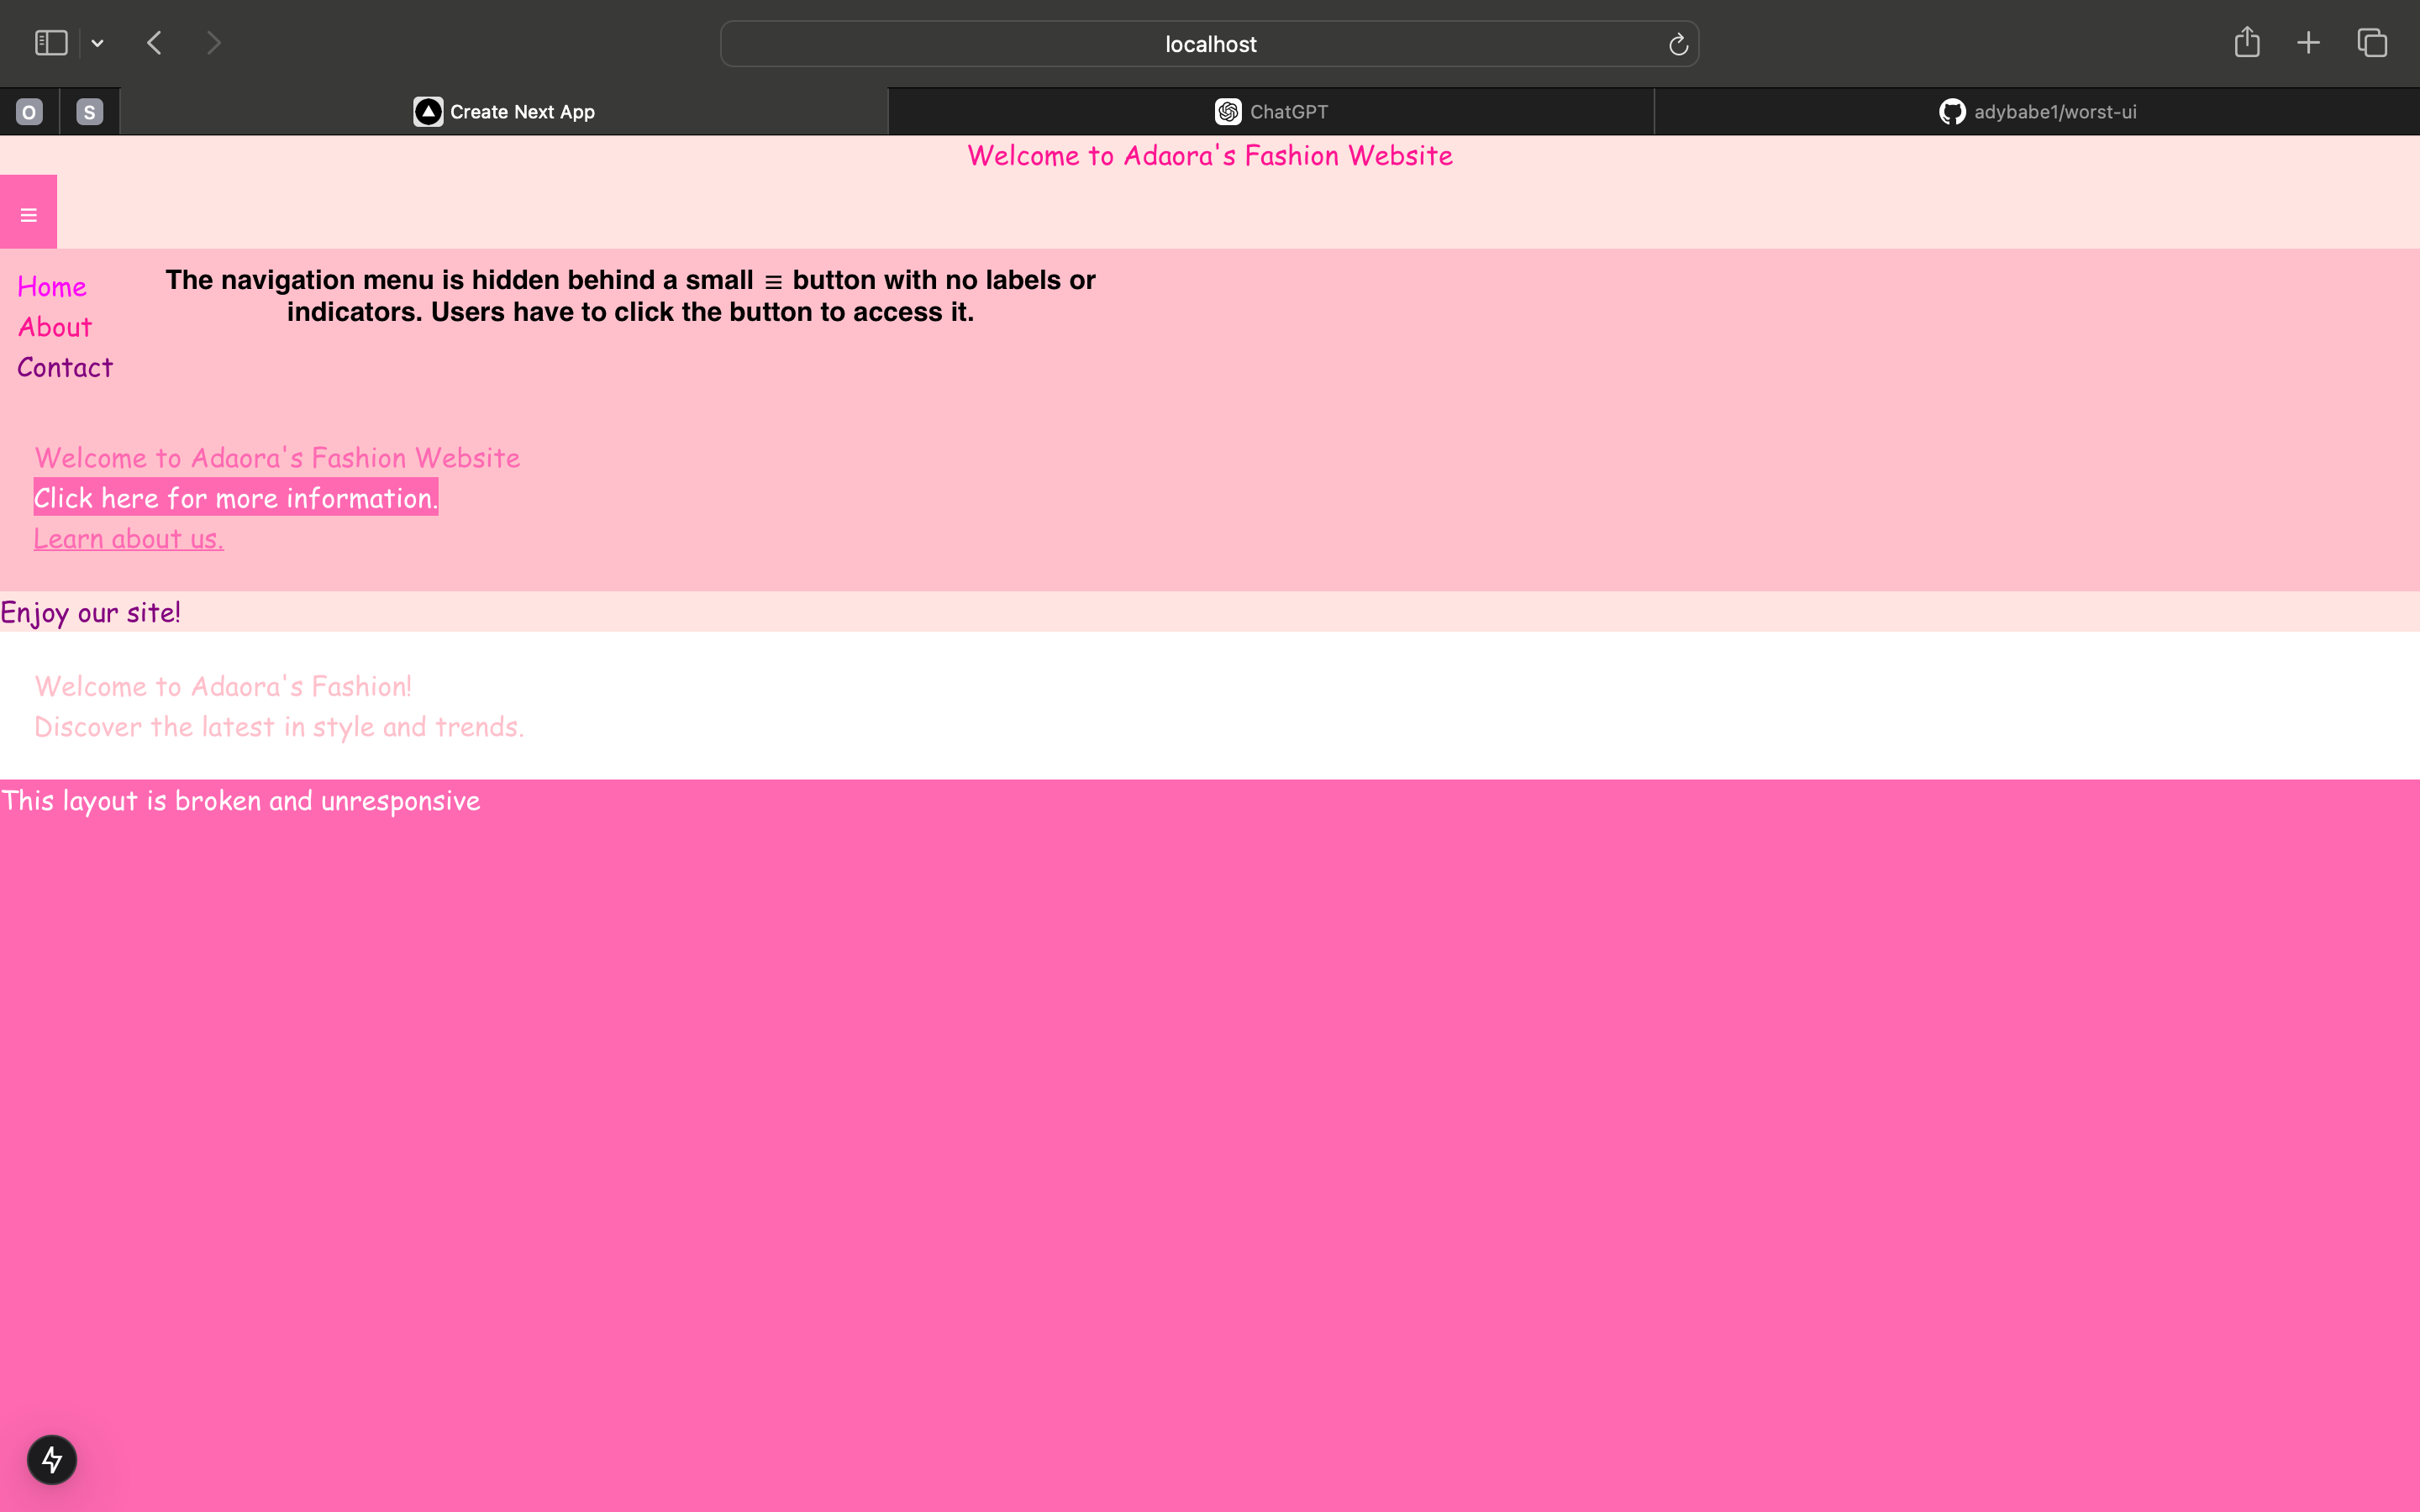 localhost
O
S
Create Next App
ChatGPT
adybabe1/worst-ui
Welcome to Adaora's Fashion Website
≡
Home
About
Contact
The navigation menu is hidden behind a small ≡ button with no labels or
indicators. Users have to click the button to access it.
Welcome to Adaora's Fashion Website
Click here for more information.
Learn about us.
Enjoy our site!
Welcome to Adaora's Fashion!
Discover the latest in style and trends.
This layout is broken and unresponsive